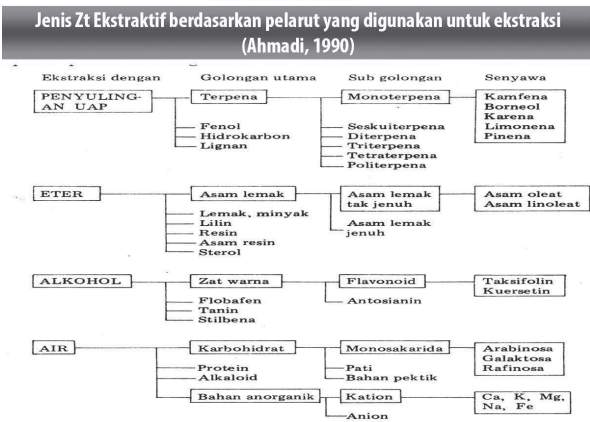 Jenis Zt Ekstraktif berdasarkan pelarut yang digunakan untuk ekstraksi
(Ahmadi, 1990)
Ekstraksi dengan Golongan utama Sub golongan Senyawa
PENYULING-
AN UAP
Terpena
Fenol
Hidrokarbon
Lignan
Monoterpena
Seskuiterpena
Diterpena
Triterpena
Tetraterpena
Politerpena
Kamfena
Borneol
Karena
Limonena
Pinena
ETER
Asam lemak
Lemak, minyak
Lilin
Resin
Asam resin
Sterol
Asam lemak
tak jenuh
Asam lemak
jenuh
Asam oleat
Asam linoleat
ALKOHOL
Zat warna
Flobafen
Tanin
Stilbena
Flavonoid
Antosianin
Taksifolin
Kuersetin
AIR
Karbohidrat
Protein
Alkaloid
Monosakarida
Pati
Bahan pektik
Arabinosa
Galaktosa
Rafinosa
Bahan anorganik
Kation
Anion
Ca, K, Mg,
Na, Fe